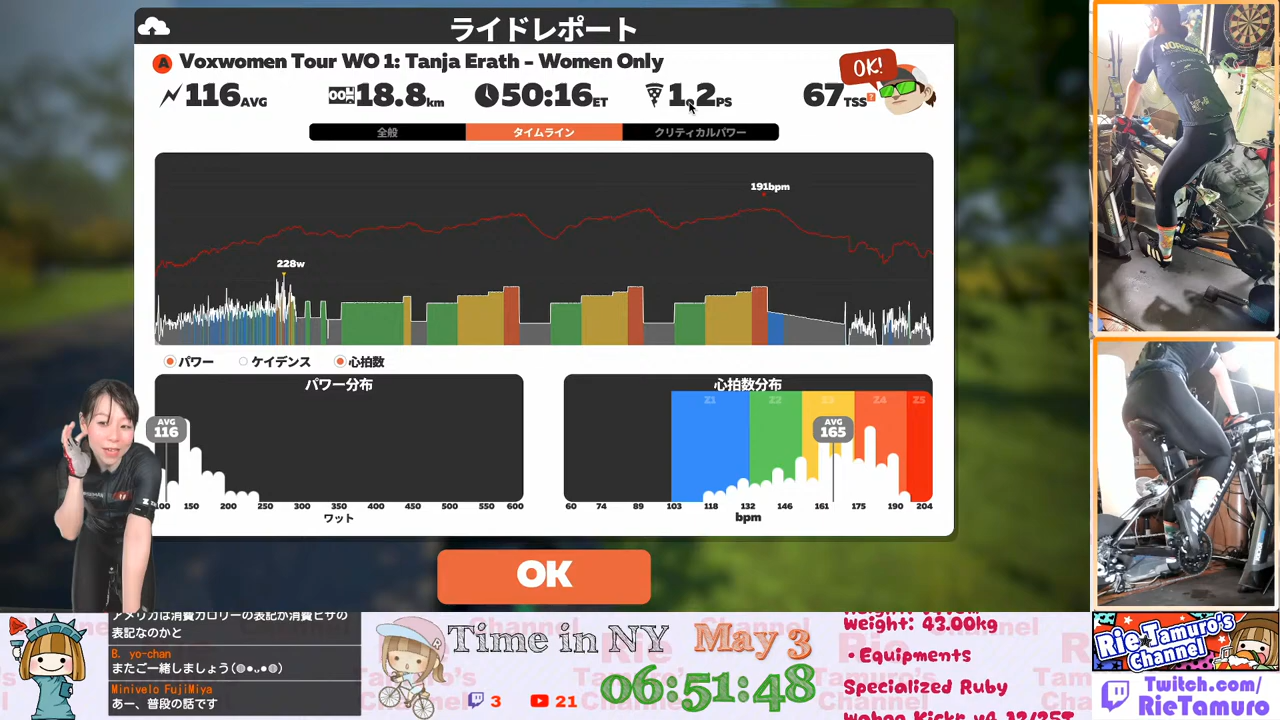 ライドレポート
A Voxwomen Tour WO 1: Tanja Erath - Women Only
116AVG
18.8km
50:16ET
1.2PS
67TSS?
OK!
全般
タイムライン
クリティカルパワー
191bpm
228w
パワー
ケイデンス
心拍数
パワー分布
AVG
116
150 200 250 300 350 400 450 500 550 600
ワット
心拍数分布
Z1 Z2 Z4 Z5
AVG
165
60 74 89 103 118 132 146 161 175 190 204
bpm
OK
アメリカは消費カロリーの表記が消費ピザの
表記なのかと
B. yo-chan
またご一緒しましょう(◍•ᴗ•◍)
Minivelo FujiMiya
あー、普段の話です
Time in NY May 3
3
21
06:51:48
weight: 43.00kg
・Equipments
Specialized Ruby
Wahoo Kickr v4 12/25T
Rie Tamuro's
Channel
Twitch.com/
RieTamuro